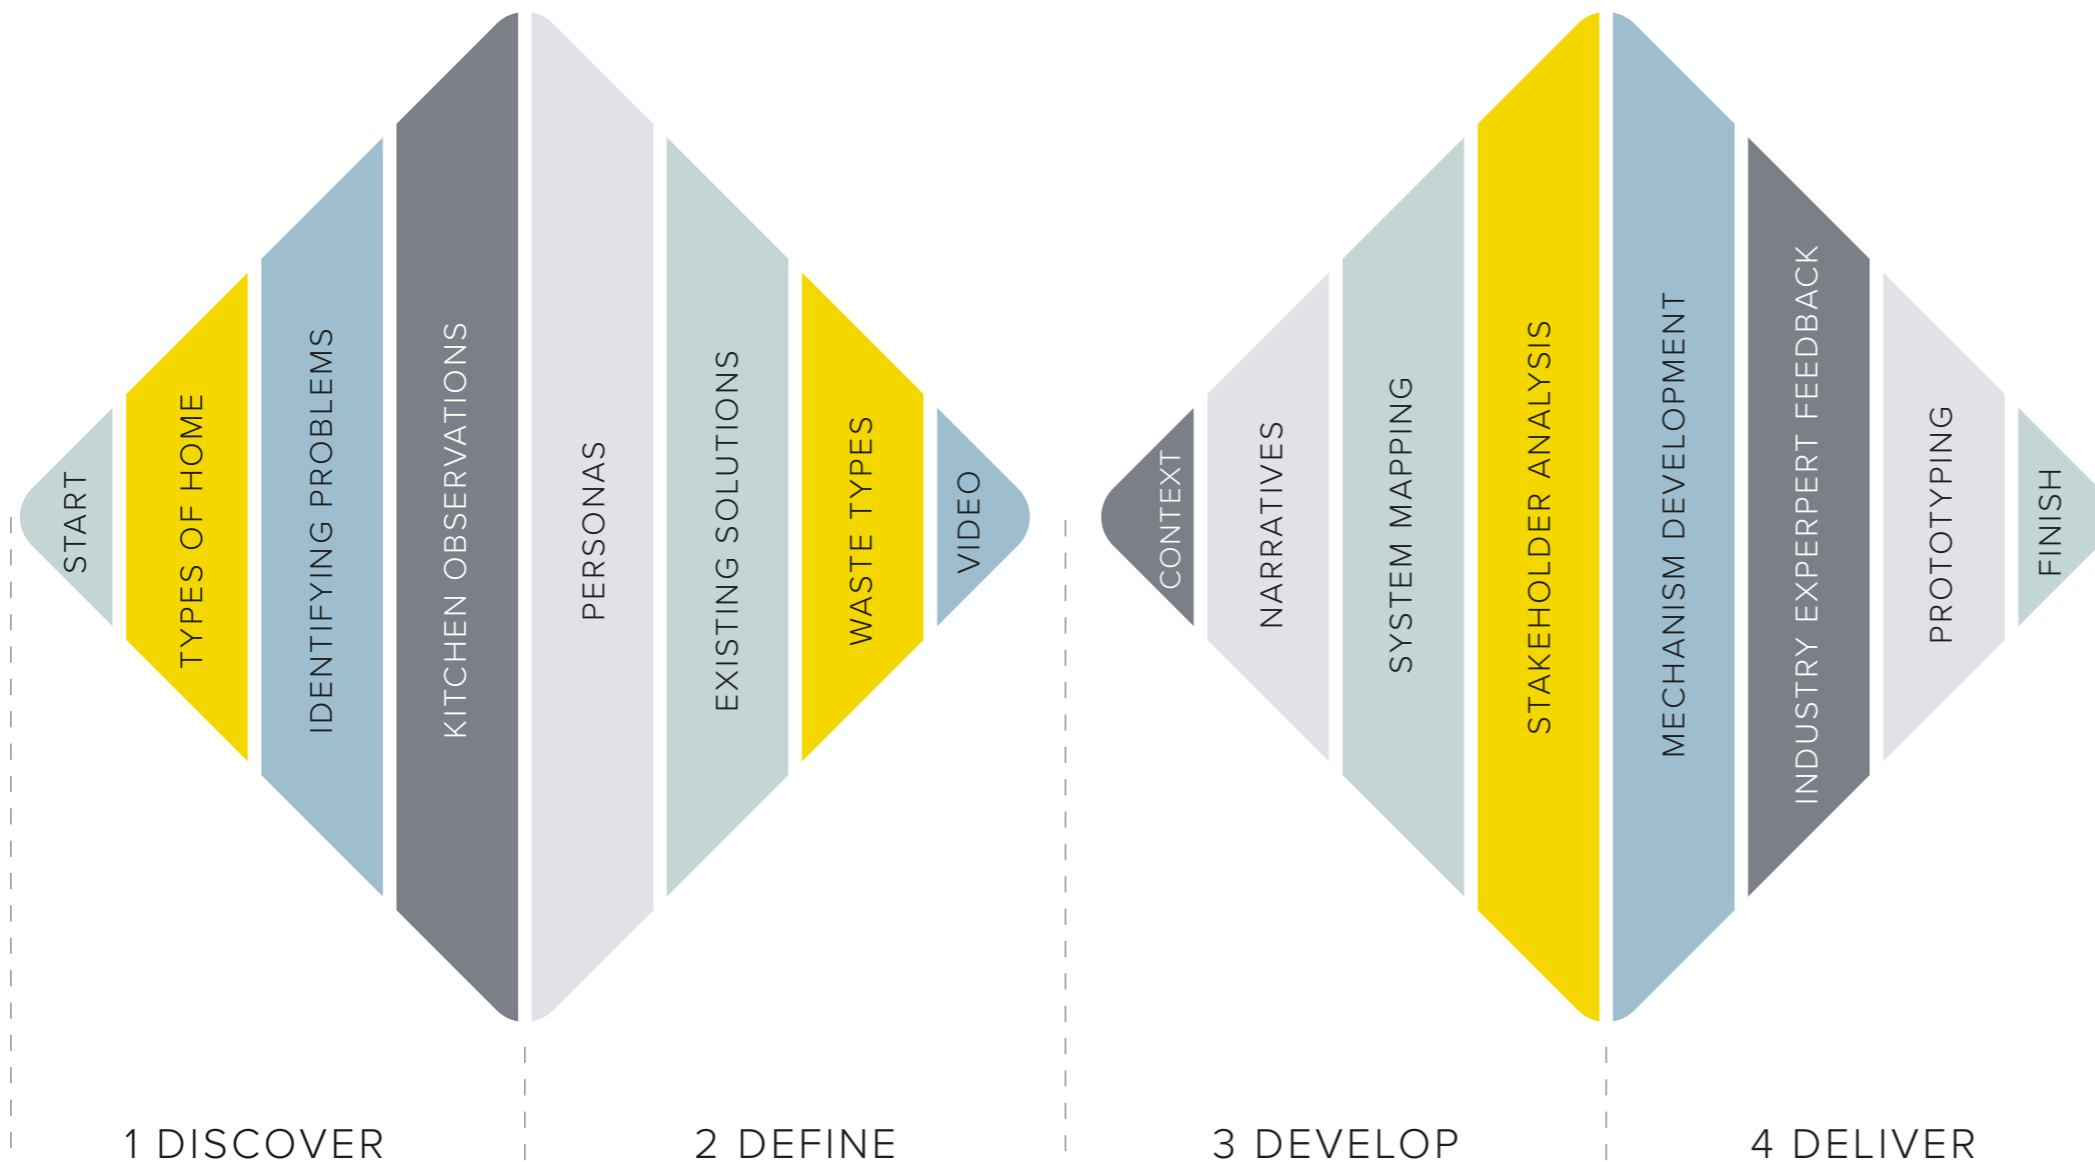 START
TYPES OF HOME
IDENTIFYING PROBLEMS
KITCHEN OBSERVATIONS
PERSONAS
EXISTING SOLUTIONS
WASTE TYPES
VIDEO
CONTEXT
NARRATIVES
SYSTEM MAPPING
STAKEHOLDER ANALYSIS
MECHANISM DEVELOPMENT
INDUSTRY EXPERPERT FEEDBACK
PROTOTYPING
FINISH
1 DISCOVER
2 DEFINE
3 DEVELOP
4 DELIVER